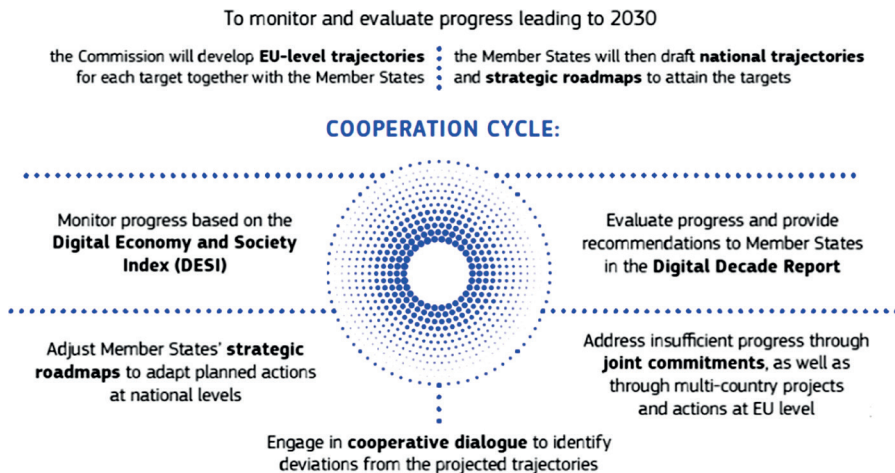 To monitor and evaluate progress leading to 2030
the Commission will develop EU-level trajectories
for each target together with the Member States
the Member States will then draft national trajectories
and strategic roadmaps to attain the targets
COOPERATION CYCLE:
Monitor progress based on the
Digital Economy and Society
Index (DESI)
Evaluate progress and provide
recommendations to Member States
in the Digital Decade Report
Adjust Member States' strategic
roadmaps to adapt planned actions
at national levels
Address insufficient progress through
joint commitments, as well as
through multi-country projects
and actions at EU level
Engage in cooperative dialogue to identify
deviations from the projected trajectories